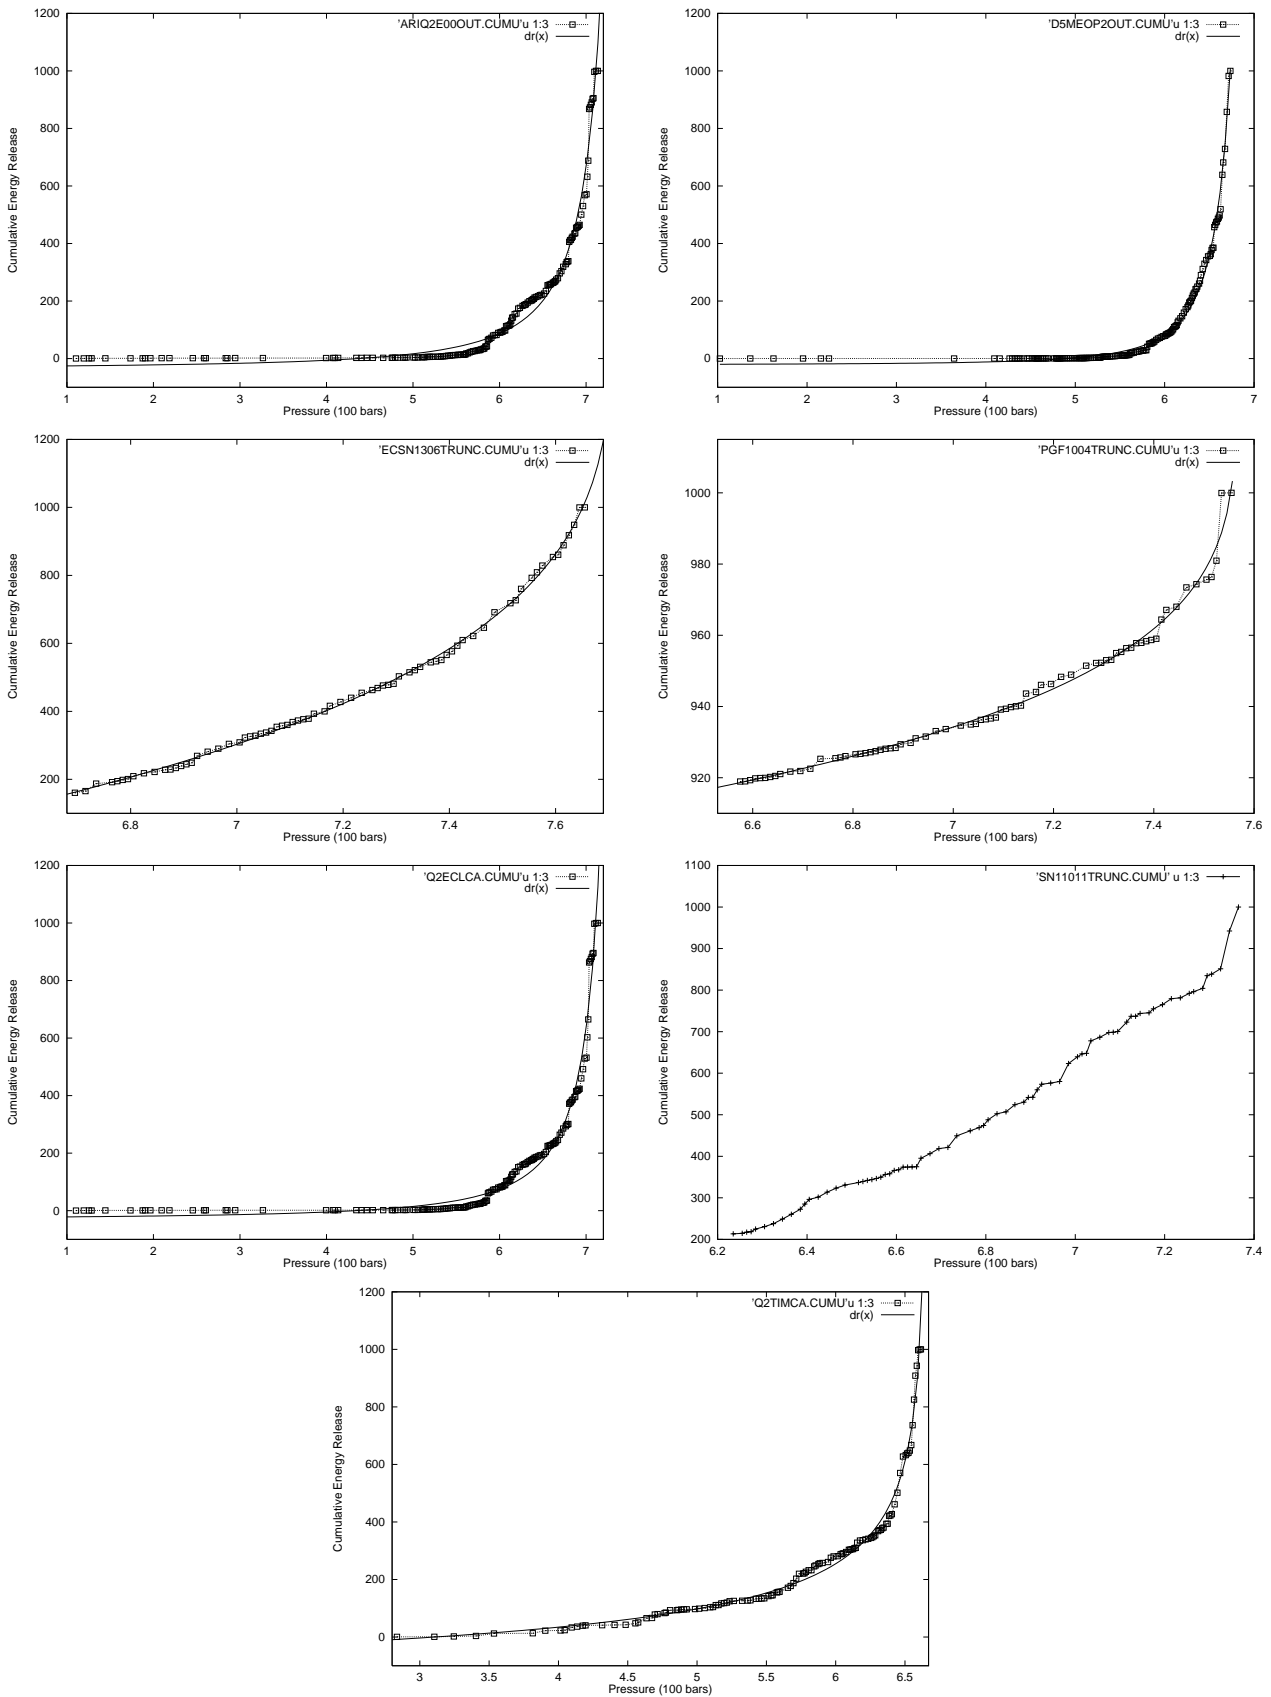 'ARIQ2E00OUT.CUMU'u 1:3
dr(x)
1200
1000
800
600
400
200
0
Cumulative Energy Release
1 2 3 4 5 6 7
Pressure (100 bars)
'D5MEOP2OUT.CUMU'u 1:3
dr(x)
1200
1000
800
600
400
200
0
Cumulative Energy Release
1 2 3 4 5 6 7
Pressure (100 bars)
'ECSN1306TRUNC.CUMU'u 1:3
dr(x)
1200
1000
800
600
400
200
Cumulative Energy Release
6.8 7 7.2 7.4 7.6
Pressure (100 bars)
'PGF1004TRUNC.CUMU'u 1:3
dr(x)
1000
980
960
940
920
Cumulative Energy Release
6.6 6.8 7 7.2 7.4 7.6
Pressure (100 bars)
'Q2ECLCA.CUMU'u 1:3
dr(x)
1200
1000
800
600
400
200
0
Cumulative Energy Release
1 2 3 4 5 6 7
Pressure (100 bars)
'SN11011TRUNC.CUMU' u 1:3
1100
1000
900
800
700
600
500
400
300
200
Cumulative Energy Release
6.2 6.4 6.6 6.8 7 7.2 7.4
Pressure (100 bars)
'Q2TIMCA.CUMU'u 1:3
dr(x)
1200
1000
800
600
400
200
0
Cumulative Energy Release
3 3.5 4 4.5 5 5.5 6 6.5
Pressure (100 bars)